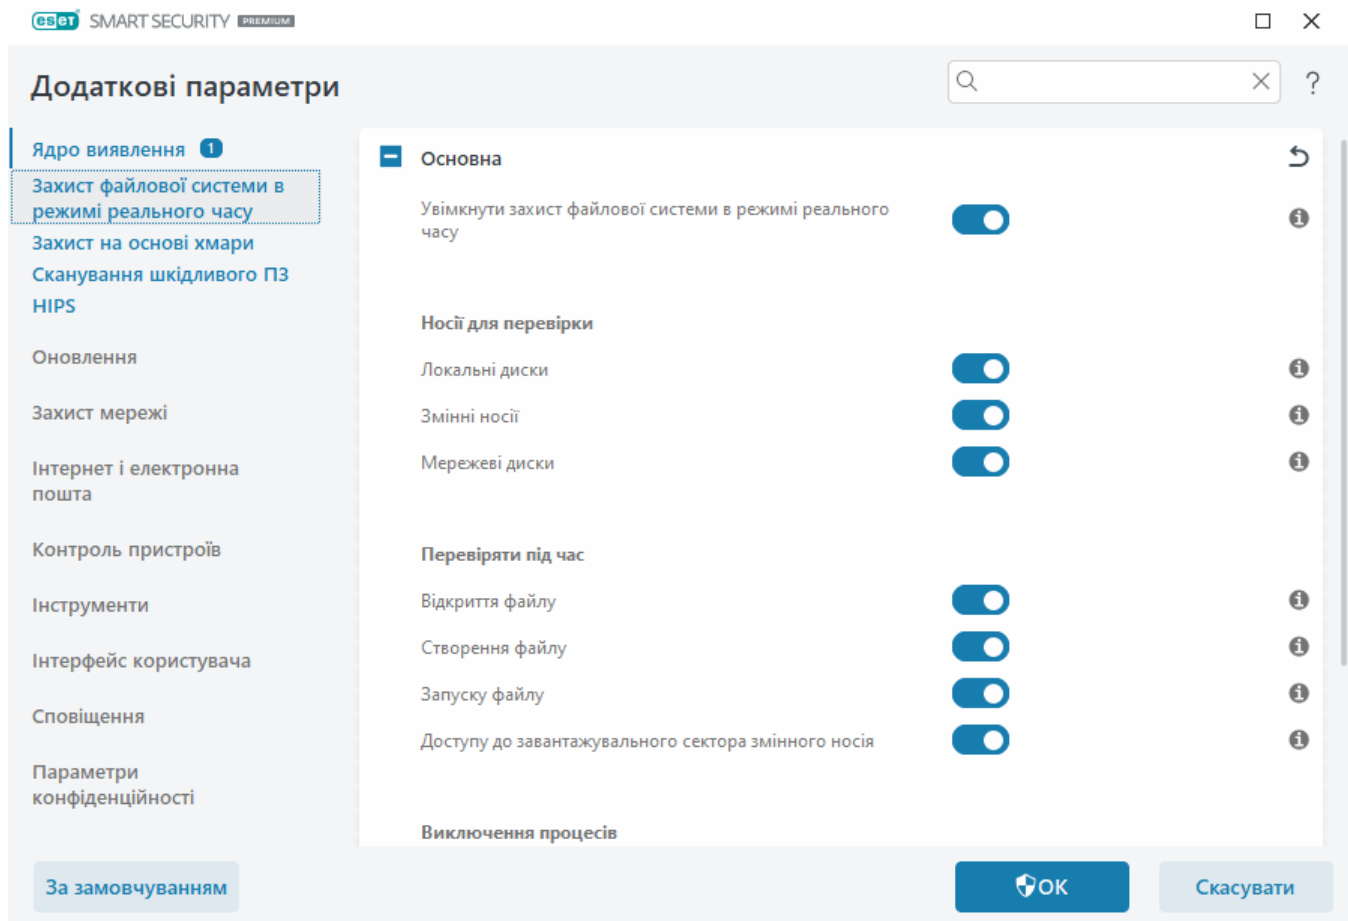 eset SMART SECURITY PREMIUM
Додаткові параметри
?
Ядро виявлення 1
Захист файлової системи в
режимі реального часу
Захист на основі хмари
Сканування шкідливого ПЗ
HIPS
Оновлення
Захист мережі
Інтернет і електронна
пошта
Контроль пристроїв
Інструменти
Інтерфейс користувача
Сповіщення
Параметри
конфіденційності
Основна
Увімкнути захист файлової системи в режимі реального
часу
Носії для перевірки
Локальні диски
Змінні носії
Мережеві диски
Перевіряти під час
Відкриття файлу
Створення файлу
Запуску файлу
Доступу до завантажувального сектора змінного носія
Виключення процесів
За замовчуванням
ОК
Скасувати